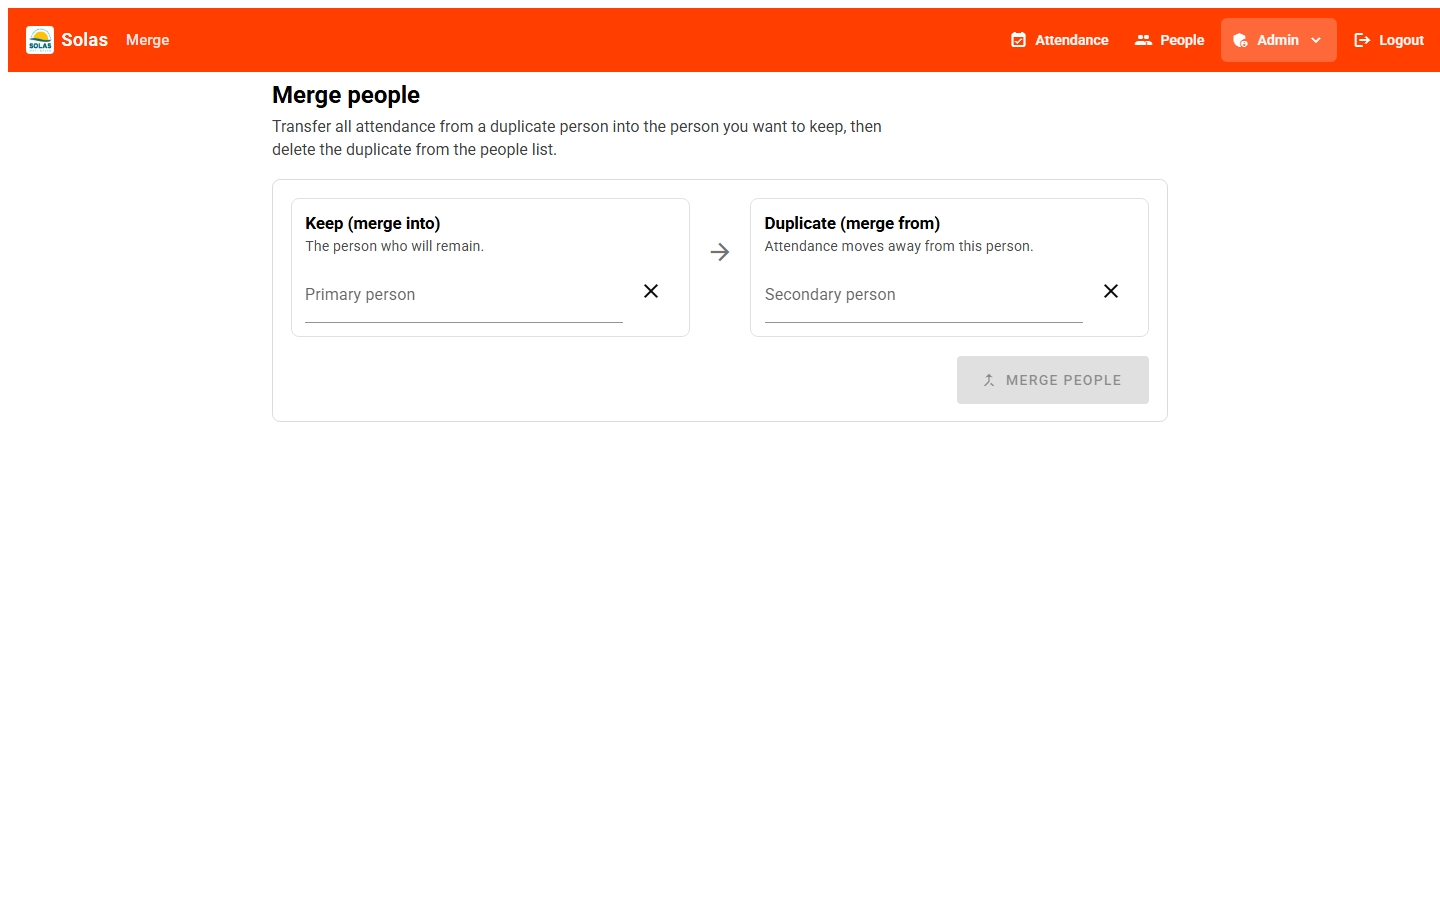 SOLAS
Solas
Merge
Attendance
People
Admin
Logout
Merge people
Transfer all attendance from a duplicate person into the person you want to keep, then
delete the duplicate from the people list.
Keep (merge into)
The person who will remain.
Primary person
Duplicate (merge from)
Attendance moves away from this person.
Secondary person
MERGE PEOPLE